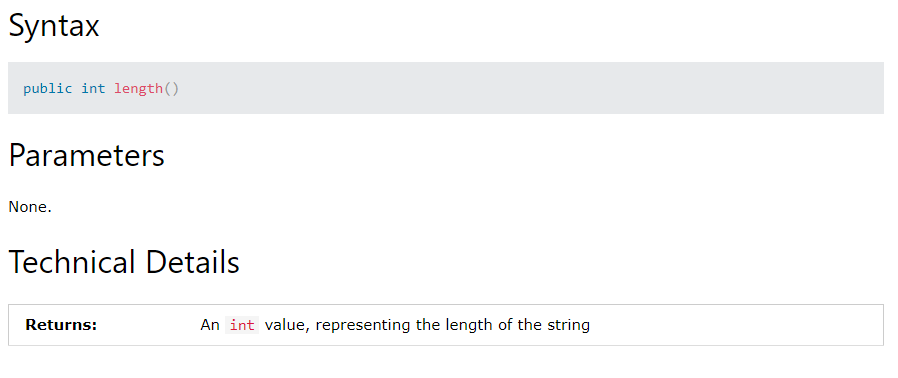 Syntax
public int length()
Parameters
None.
Technical Details
Returns: An int value, representing the length of the string